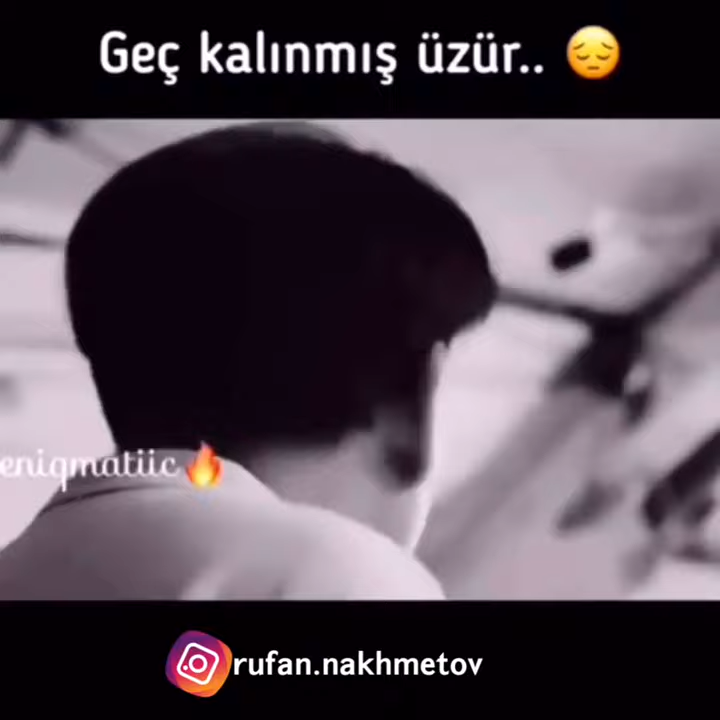 Geç kalınmış üzür.. 😔
eniqmatiic🔥
rufan.nakhmetov